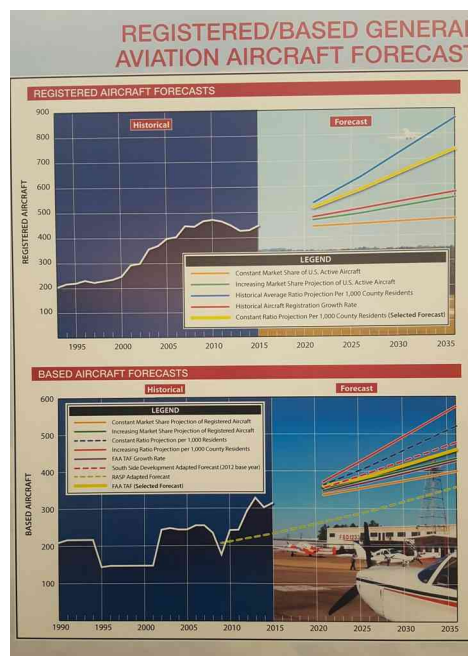 REGISTERED/BASED GENERA
AVIATION AIRCRAFT FORECAS
REGISTERED AIRCRAFT FORECASTS
900
800
700
600
500
400
300
200
100
REGISTERED AIRCRAFT
Historical
Forecast
LEGEND
Constant Market Share of U.S. Active Aircraft
Increasing Market Share Projection of U.S. Active Aircraft
Historical Average Ratio Projection Per 1,000 County Residents
Historical Aircraft Registration Growth Rate
Constant Ratio Projection Per 1,000 County Residents (Selected Forecast)
1995 2000 2005 2010 2015 2020 2025 2030 2035
BASED AIRCRAFT FORECASTS
Historical
Forecast
600
500
400
300
200
100
BASED AIRCRAFT
LEGEND
Constant Market Share Projection of Registered Aircraft
Increasing Market Share Projection of Registered Aircraft
Constant Ratio Projection per 1,000 Residents
Increasing Ratio Projection per 1,000 County Residents
FAA TAF Growth Rate
South Side Development Adapted Forecast (2012 base year)
RASP Adapted Forecast
FAA TAF (Selected Forecast)
1990 1995 2000 2005 2010 2015 2020 2025 2030 2035